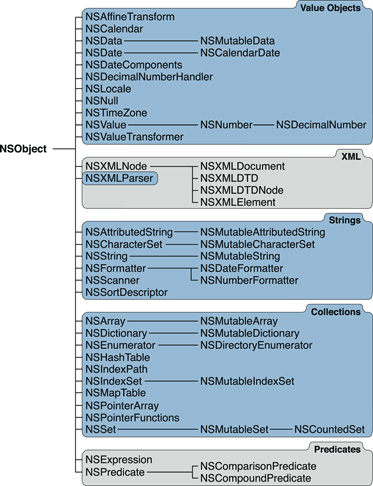 Value Objects
NSAffineTransform
NSCalendar
NSData NSMutableData
NSDate NSCalendarDate
NSDateComponents
NSDecimalNumberHandler
NSLocale
NSNull
NSTimeZone
NSValue NSNumber NSDecimalNumber
NSValueTransformer
NSObject
XML
NSXMLNode NSXMLDocument
NSXMLParser NSXMLDTD
NSXMLDTDNode
NSXMLElement
Strings
NSAttributedString NSMutableAttributedString
NSCharacterSet NSMutableCharacterSet
NSString NSMutableString
NSFormatter NSDateFormatter
NSScanner NSNumberFormatter
NSSortDescriptor
Collections
NSArray NSMutableArray
NSDictionary NSMutableDictionary
NSEnumerator NSDirectoryEnumerator
NSHashTable
NSIndexPath
NSIndexSet NSMutableIndexSet
NSMapTable
NSPointerArray
NSPointerFunctions
NSSet NSMutableSet NSCountedSet
Predicates
NSExpression
NSPredicate NSComparisonPredicate
NSCompoundPredicate